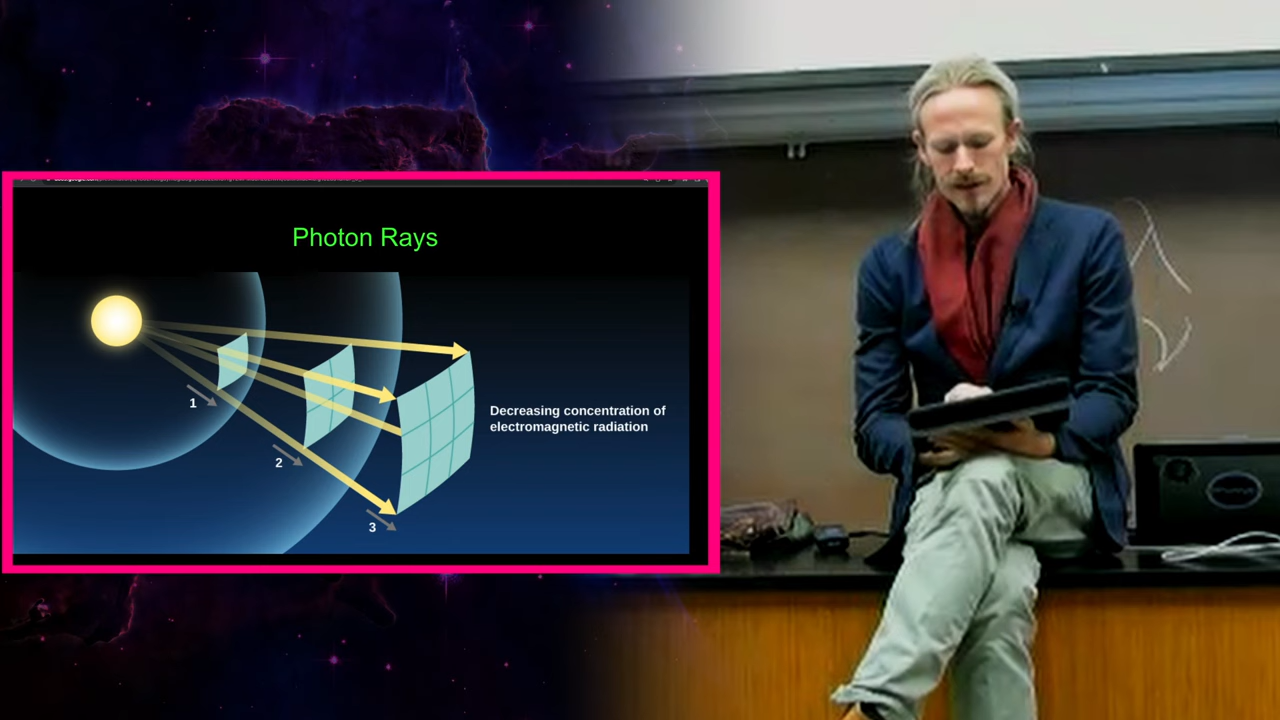 Photon Rays
1
2
3
Decreasing concentration of
electromagnetic radiation